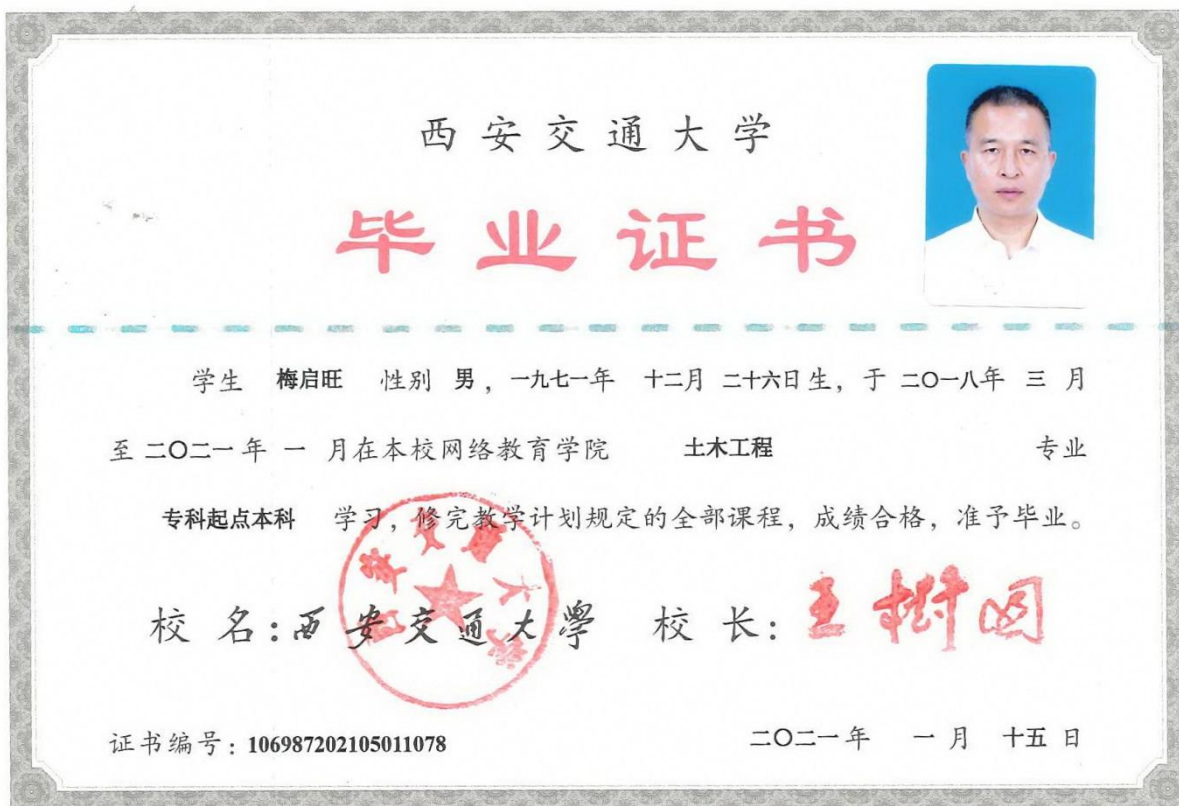 西安交通大学
毕业证书
学生 梅启旺 性别 男，一九七一年 十二月 二十六日生，于 二〇一八年 三 月
至 二〇二一 年 一 月在本校网络教育学院 土木工程 专业
专科起点本科 学习，修完教学计划规定的全部课程，成绩合格，准予毕业。
校 名：西安交通大學 校 长：王樹国
证书编号：106987202105011078 二〇二一 年 一 月 十五 日